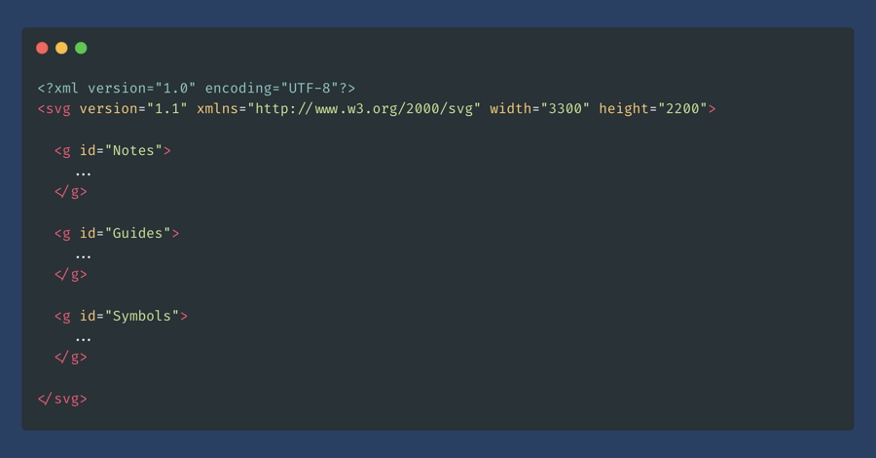 <?xml version="1.0" encoding="UTF-8"?>
<svg version="1.1" xmlns="http://www.w3.org/2000/svg" width="3300" height="2200">
<g id="Notes">
...
</g>
<g id="Guides">
...
</g>
<g id="Symbols">
...
</g>
</svg>